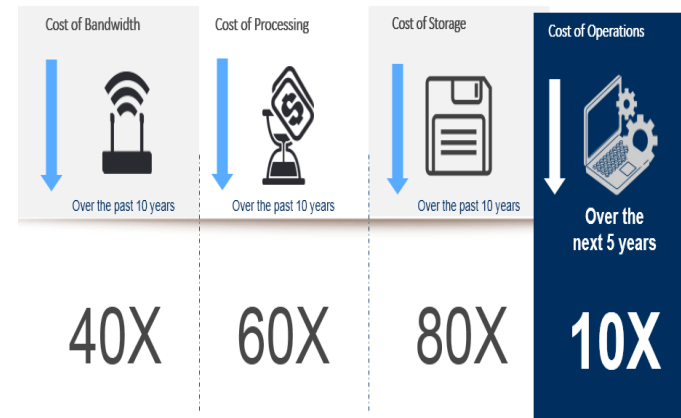 Cost of Bandwidth
Over the past 10 years
40X
Cost of Processing
$
Over the past 10 years
60X
Cost of Storage
Over the past 10 years
80X
Cost of Operations
Over the
next 5 years
10X